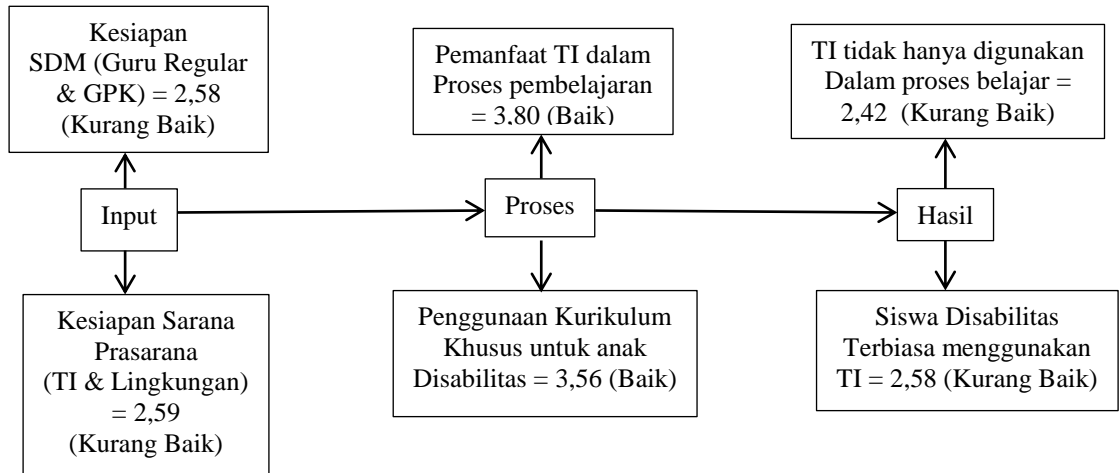 Kesiapan
SDM (Guru Regular
& GPK) = 2,58
(Kurang Baik)
Pemanfaat TI dalam
Proses pembelajaran
= 3,80 (Baik)
TI tidak hanya digunakan
Dalam proses belajar =
2,42 (Kurang Baik)
Input
Proses
Hasil
Kesiapan Sarana
Prasarana
(TI & Lingkungan)
= 2,59
(Kurang Baik)
Penggunaan Kurikulum
Khusus untuk anak
Disabilitas = 3,56 (Baik)
Siswa Disabilitas
Terbiasa menggunakan
TI = 2,58 (Kurang Baik)